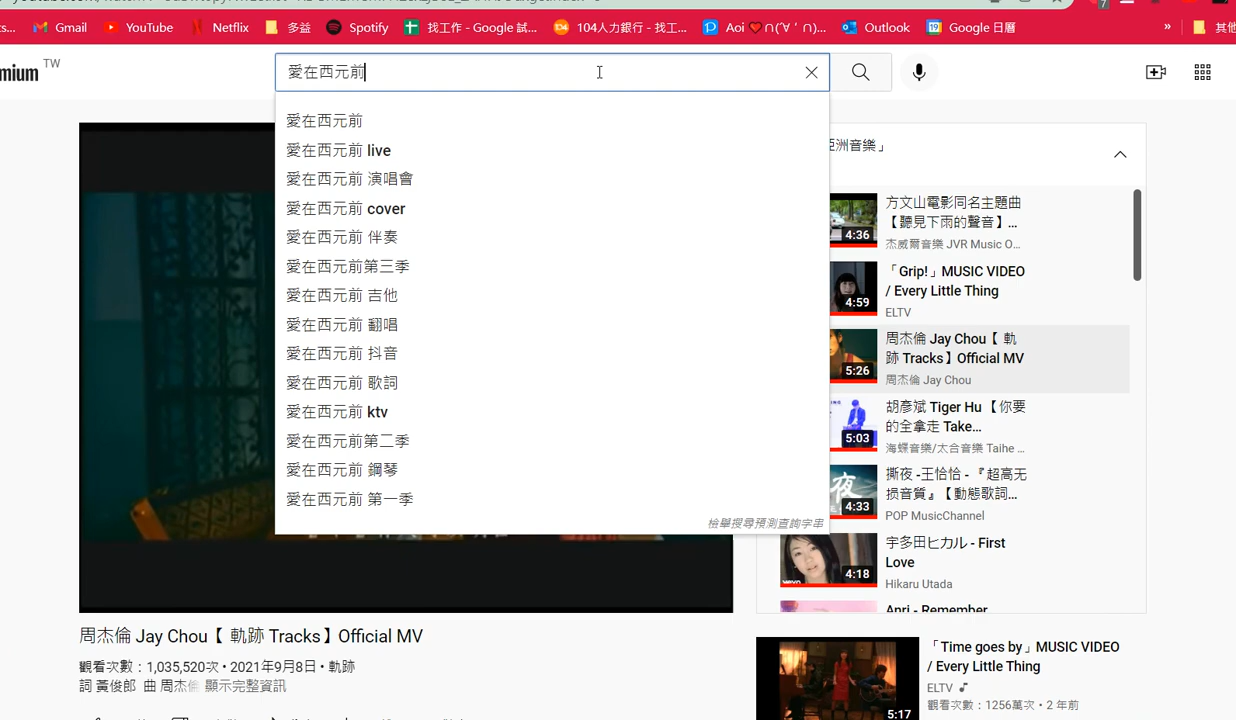 Gmail
YouTube
Netflix
多益
Spotify
找工作 - Google 試...
104人力銀行 - 找工...
Outlook
Google 日曆
»
TW
愛在西元前
愛在西元前
愛在西元前 live
愛在西元前 演唱會
愛在西元前 cover
愛在西元前 伴奏
愛在西元前第三季
愛在西元前 吉他
愛在西元前 翻唱
愛在西元前 抖音
愛在西元前 歌詞
愛在西元前 ktv
愛在西元前第二季
愛在西元前 鋼琴
愛在西元前 第一季
檢舉搜尋預測查詢字串
亞洲音樂」
4:36
方文山電影同名主題曲
【聽見下雨的聲音】...
杰威爾音樂 JVR Music O...
4:59
「Grip!」MUSIC VIDEO
/ Every Little Thing
ELTV
5:26
周杰倫 Jay Chou【 軌
跡 Tracks】Official MV
周杰倫 Jay Chou
5:03
胡彥斌 Tiger Hu 【你要
的全拿走 Take...
海蝶音樂/太合音樂 Taihe ...
4:33
撕夜 -王恰恰 - 『超高无
损音質』【動態歌詞...
POP MusicChannel
4:18
宇多田ヒカル - First
Love
Hikaru Utada
Anri - Remember
周杰倫 Jay Chou【 軌跡 Tracks】Official MV
觀看次數：1,035,520次 • 2021年9月8日 • 軌跡
詞 黃俊郎 曲 周杰倫 顯示完整資訊
5:17
「Time goes by」MUSIC VIDEO
/ Every Little Thing
ELTV
觀看次數：1256萬次 • 2 年前